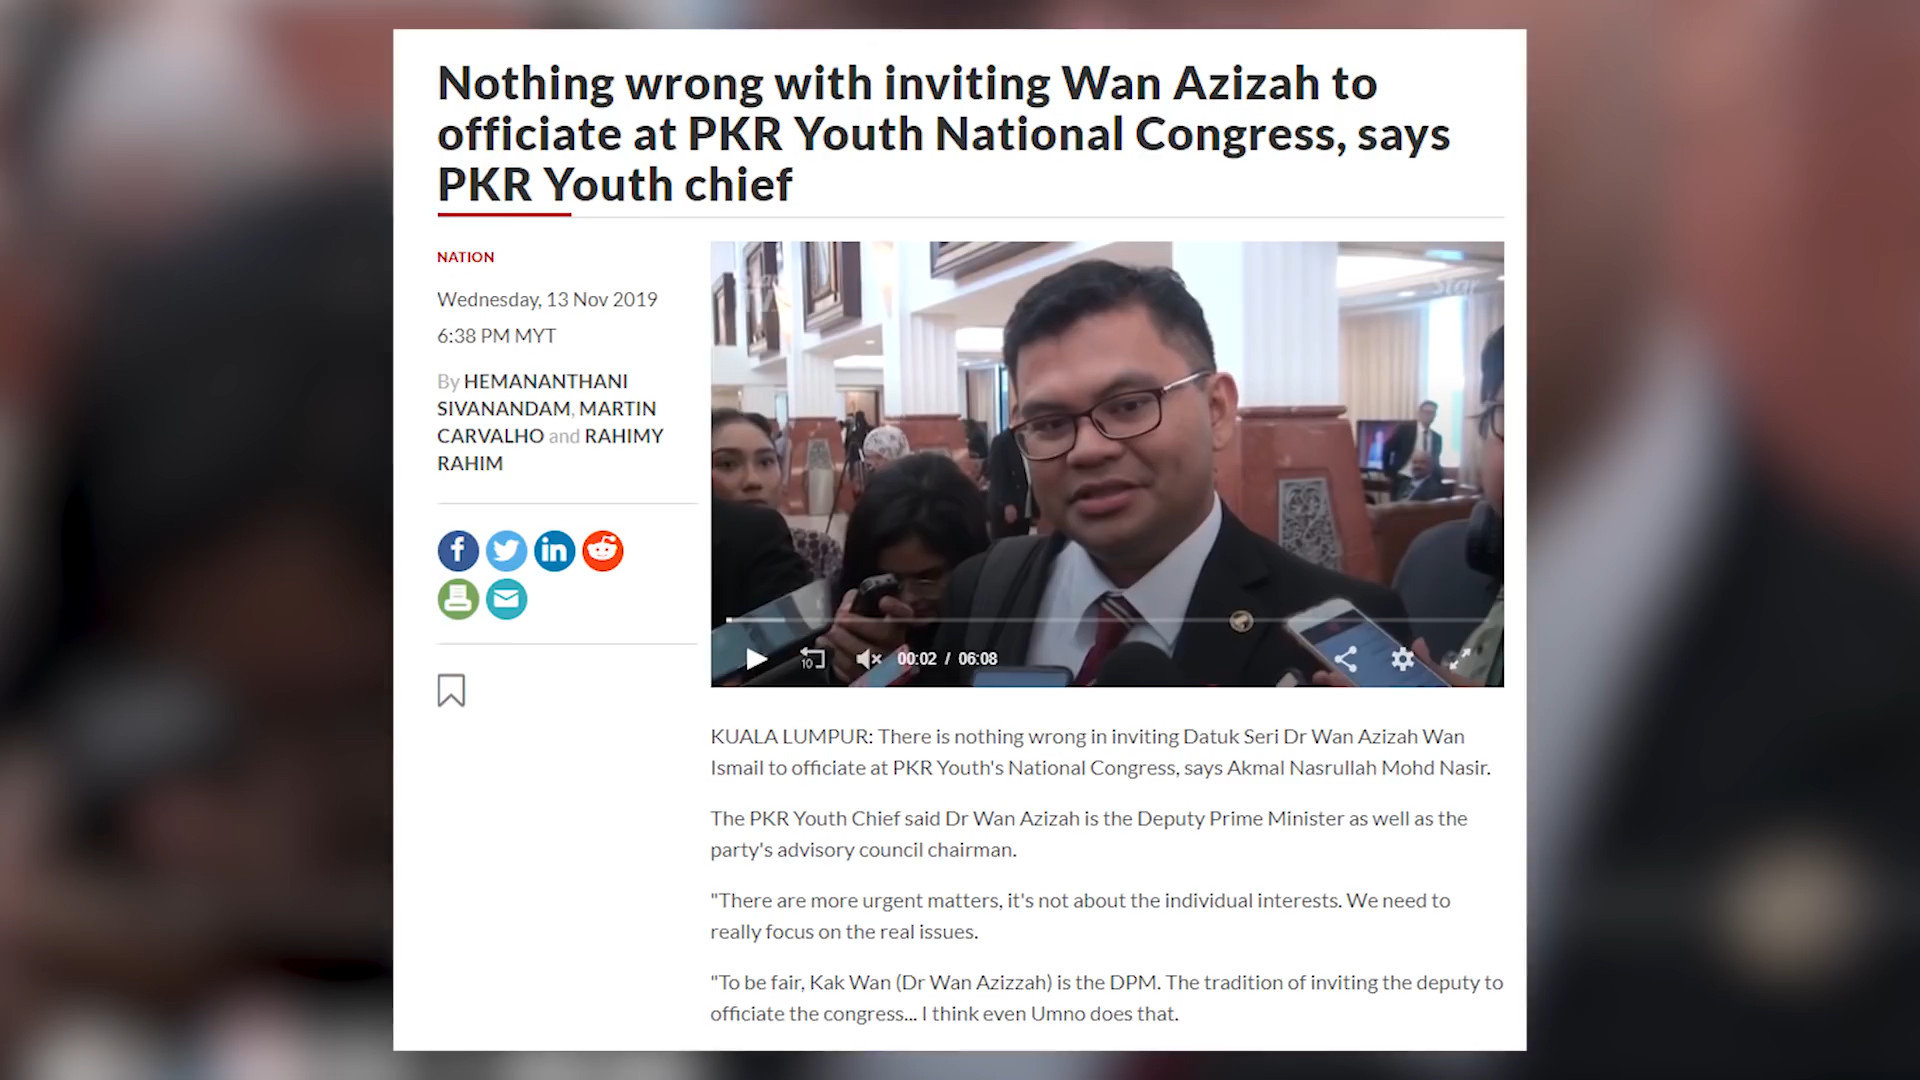 Nothing wrong with inviting Wan Azizah to
officiate at PKR Youth National Congress, says
PKR Youth chief
NATION
Wednesday, 13 Nov 2019
6:38 PM MYT
By HEMANANTHANI
SIVANANDAM, MARTIN
CARVALHO and RAHIMY
RAHIM
Star
10
00:02 / 06:08
KUALA LUMPUR: There is nothing wrong in inviting Datuk Seri Dr Wan Azizah Wan
Ismail to officiate at PKR Youth's National Congress, says Akmal Nasrullah Mohd Nasir.
The PKR Youth Chief said Dr Wan Azizah is the Deputy Prime Minister as well as the
party's advisory council chairman.
"There are more urgent matters, it's not about the individual interests. We need to
really focus on the real issues.
"To be fair, Kak Wan (Dr Wan Azizzah) is the DPM. The tradition of inviting the deputy to
officiate the congress... I think even Umno does that.